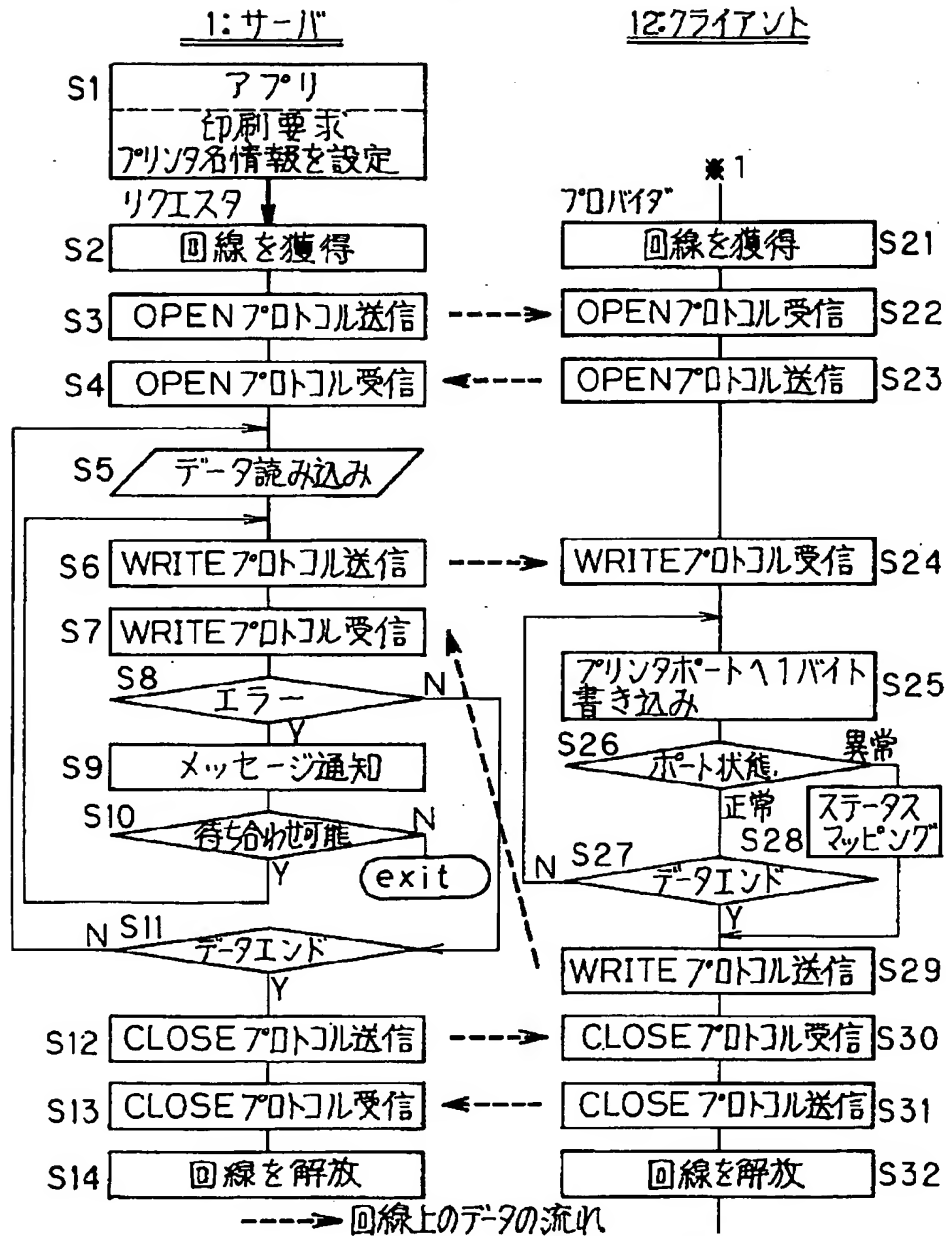 1:サーバ
12:クライアント
S1
アプリ
印刷要求
プリンタ名情報を設定
リクエスタ
※1
プロバイダ
S2
回線を獲得
回線を獲得
S21
S3
OPENプロトコル送信
OPENプロトコル受信
S22
S4
OPENプロトコル受信
OPENプロトコル送信
S23
S5
データ読み込み
S6
WRITEプロトコル送信
WRITEプロトコル受信
S24
S7
WRITEプロトコル受信
プリンタポートへ1バイト
書き込み
S25
S8
エラー
N
Y
S26
ポート状態
異常
正常
S9
メッセージ通知
S28
ステータス
マッピング
S10
待ち合わせ可能
N
Y
exit
S27
データエンド
N
Y
S11
データエンド
N
Y
WRITEプロトコル送信
S29
S12
CLOSEプロトコル送信
CLOSEプロトコル受信
S30
S13
CLOSEプロトコル受信
CLOSEプロトコル送信
S31
S14
回線を解放
回線を解放
S32
回線上のデータの流れ